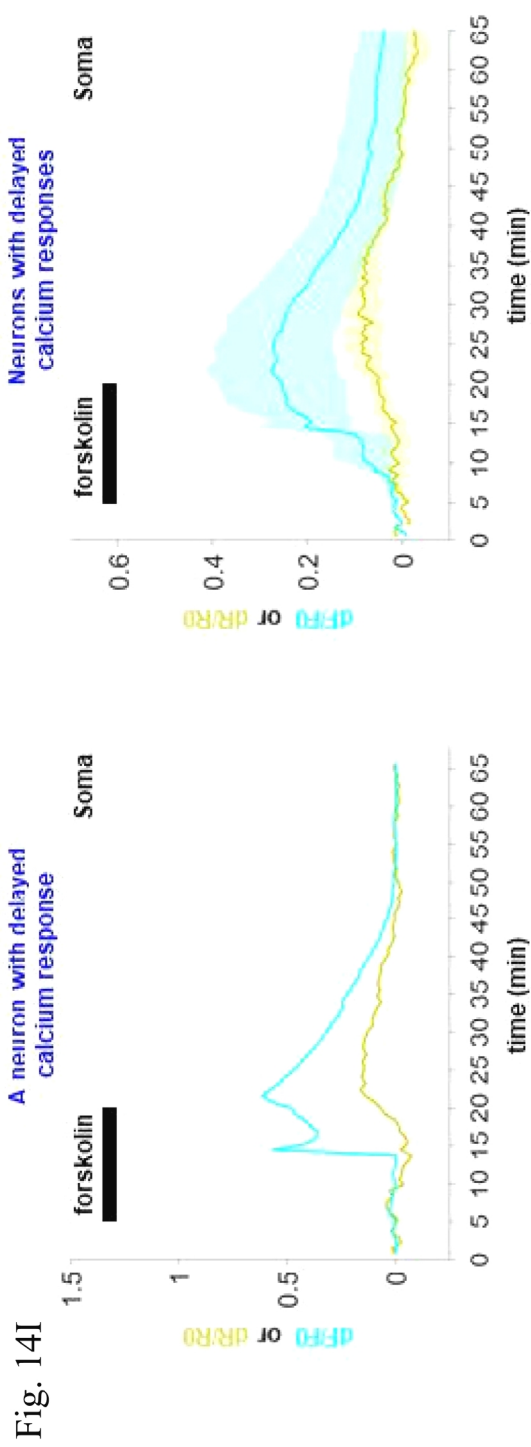 Fig. 14I
A neuron with delayed
calcium response
forskolin
Soma
dF/F0 or dR/R0
1.5
1
0.5
0
0 5 10 15 20 25 30 35 40 45 50 55 60 65
time (min)
Neurons with delayed
calcium responses
forskolin
Soma
dF/F0 or dR/R0
0.6
0.4
0.2
0
0 5 10 15 20 25 30 35 40 45 50 55 60 65
time (min)